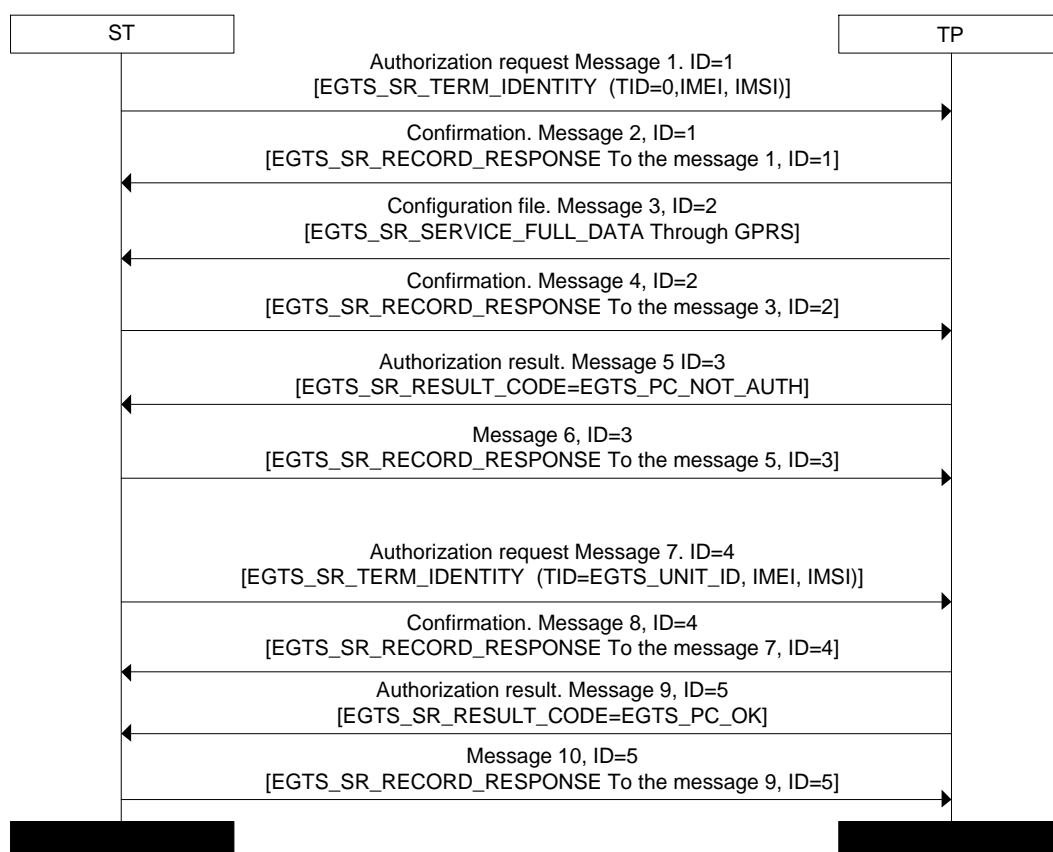 ST
TP
Authorization request Message 1. ID=1
[EGTS_SR_TERM_IDENTITY (TID=0,IMEI, IMSI)]
Confirmation. Message 2, ID=1
[EGTS_SR_RECORD_RESPONSE To the message 1, ID=1]
Configuration file. Message 3, ID=2
[EGTS_SR_SERVICE_FULL_DATA Through GPRS]
Confirmation. Message 4, ID=2
[EGTS_SR_RECORD_RESPONSE To the message 3, ID=2]
Authorization result. Message 5 ID=3
[EGTS_SR_RESULT_CODE=EGTS_PC_NOT_AUTH]
Message 6, ID=3
[EGTS_SR_RECORD_RESPONSE To the message 5, ID=3]
Authorization request Message 7. ID=4
[EGTS_SR_TERM_IDENTITY (TID=EGTS_UNIT_ID, IMEI, IMSI)]
Confirmation. Message 8, ID=4
[EGTS_SR_RECORD_RESPONSE To the message 7, ID=4]
Authorization result. Message 9, ID=5
[EGTS_SR_RESULT_CODE=EGTS_PC_OK]
Message 10, ID=5
[EGTS_SR_RECORD_RESPONSE To the message 9, ID=5]